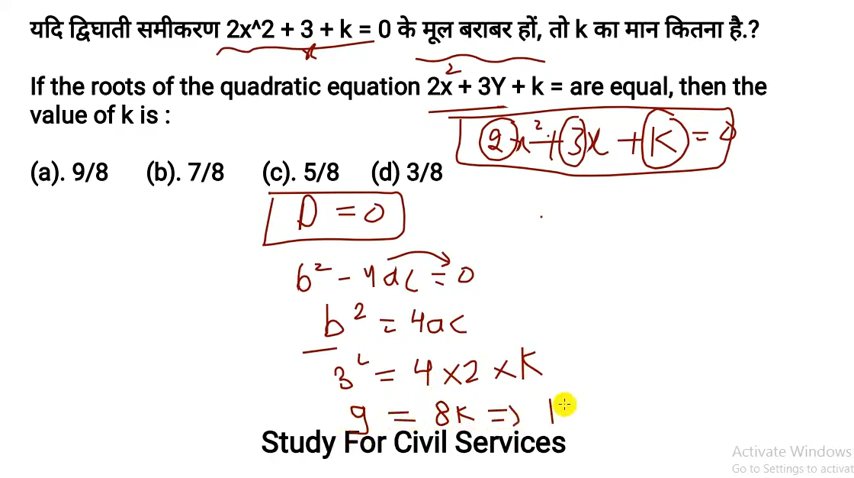 यदि द्विघाती समीकरण 2x^2 + 3 + k = 0 के मूल बराबर हों, तो k का मान कितना है.?
x
If the roots of the quadratic equation 2x² + 3Y + k = are equal, then the
value of k is :
2x² + 3x + K = 0
(a). 9/8 (b). 7/8 (c). 5/8 (d) 3/8
D = 0
b² - 4ac = 0
b² = 4ac
3² = 4 × 2 × K
9 = 8K ⇒
Study For Civil Services
Activate Windows
Go to Settings to activat